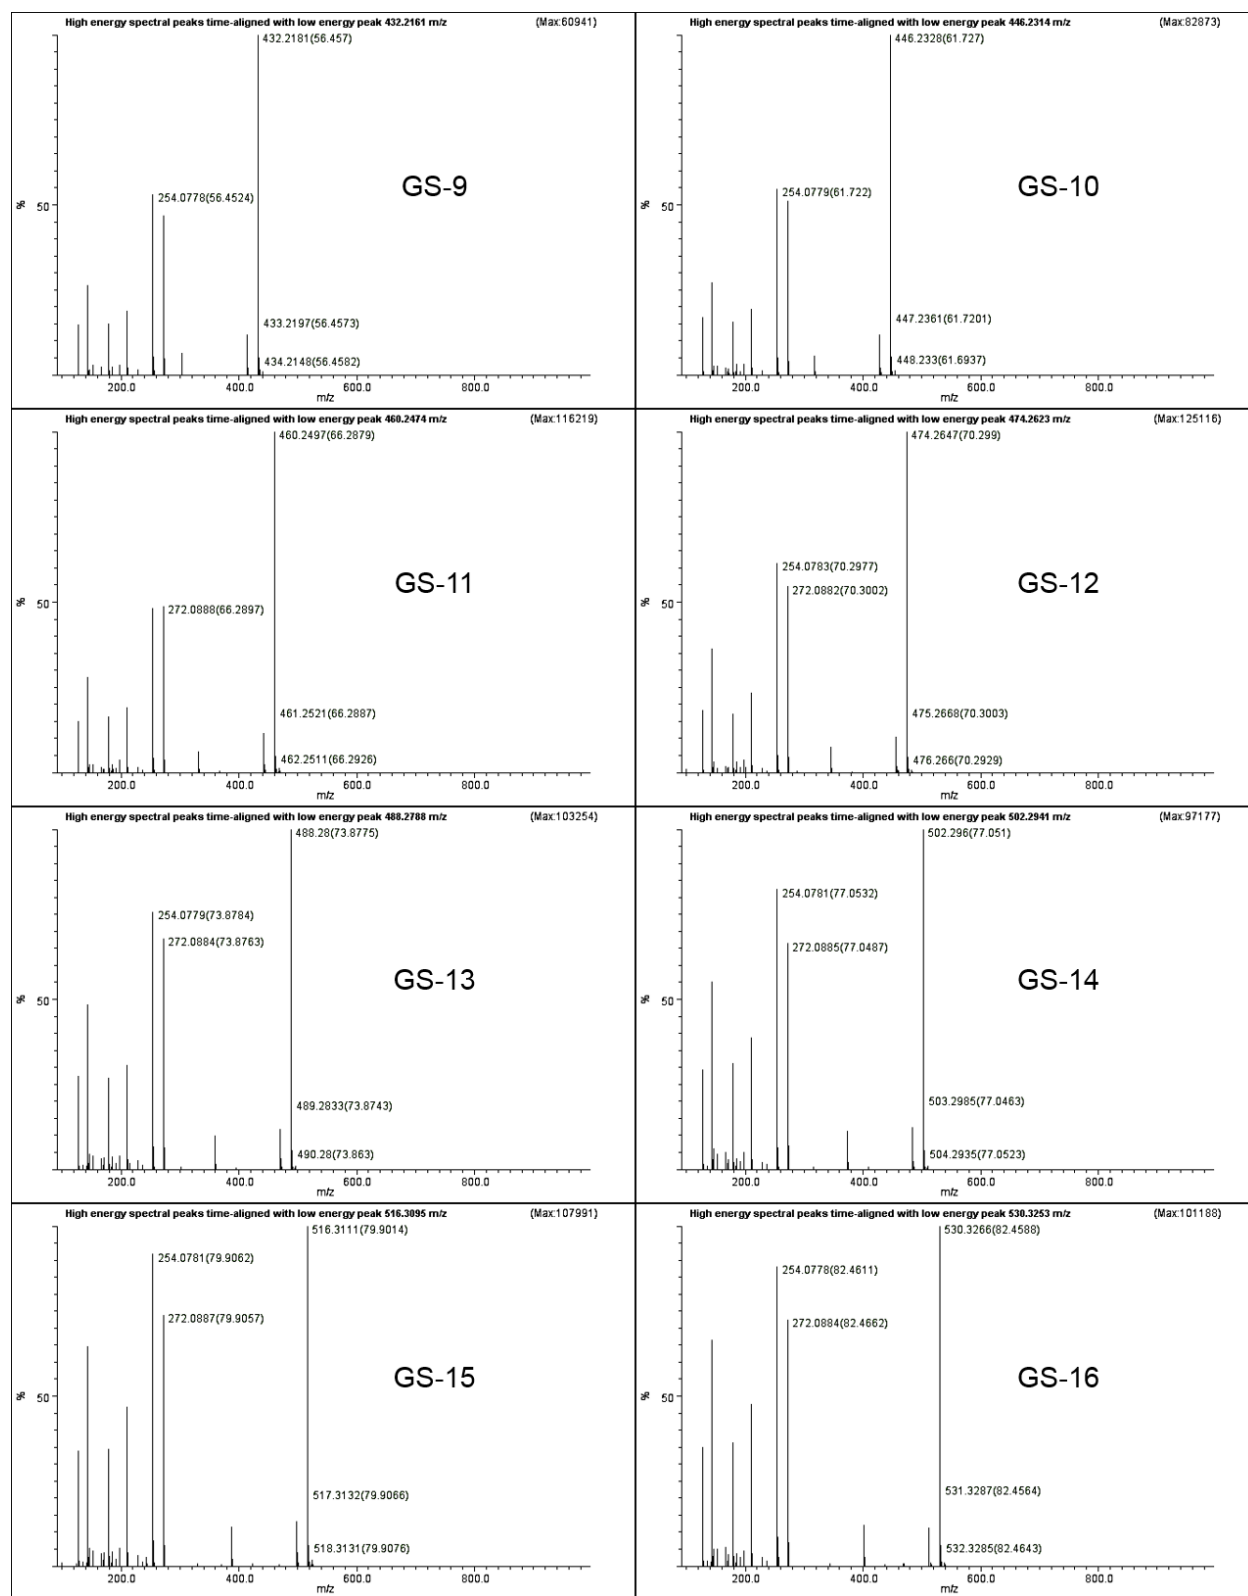 High energy spectral peaks time-aligned with low energy peak 432.2161 m/z (Max:60941)
432.2181(56.457)
254.0778(56.4524)
GS-9
% 50
433.2197(56.4573)
434.2148(56.4582)
200.0 400.0 600.0 800.0
m/z
High energy spectral peaks time-aligned with low energy peak 446.2314 m/z (Max:82873)
446.2328(61.727)
254.0779(61.722)
GS-10
% 50
447.2361(61.7201)
448.233(61.6937)
200.0 400.0 600.0 800.0
m/z
High energy spectral peaks time-aligned with low energy peak 460.2474 m/z (Max:116219)
460.2497(66.2879)
GS-11
% 50
272.0888(66.2897)
461.2521(66.2887)
462.2511(66.2926)
200.0 400.0 600.0 800.0
m/z
High energy spectral peaks time-aligned with low energy peak 474.2623 m/z (Max:125116)
474.2647(70.299)
254.0783(70.2977)
GS-12
272.0882(70.3002)
% 50
475.2668(70.3003)
476.266(70.2929)
200.0 400.0 600.0 800.0
m/z
High energy spectral peaks time-aligned with low energy peak 488.2788 m/z (Max:103254)
488.28(73.8775)
254.0779(73.8784)
272.0884(73.8763)
GS-13
% 50
489.2833(73.8743)
490.28(73.863)
200.0 400.0 600.0 800.0
m/z
High energy spectral peaks time-aligned with low energy peak 502.2941 m/z (Max:97177)
502.296(77.051)
254.0781(77.0532)
272.0885(77.0487)
GS-14
% 50
503.2985(77.0463)
504.2935(77.0523)
200.0 400.0 600.0 800.0
m/z
High energy spectral peaks time-aligned with low energy peak 516.3095 m/z (Max:107991)
516.3111(79.9014)
254.0781(79.9062)
272.0887(79.9057)
GS-15
% 50
517.3132(79.9066)
518.3131(79.9076)
200.0 400.0 600.0 800.0
m/z
High energy spectral peaks time-aligned with low energy peak 530.3253 m/z (Max:101188)
530.3266(82.4588)
254.0778(82.4611)
272.0884(82.4662)
GS-16
% 50
531.3287(82.4564)
532.3285(82.4643)
200.0 400.0 600.0 800.0
m/z